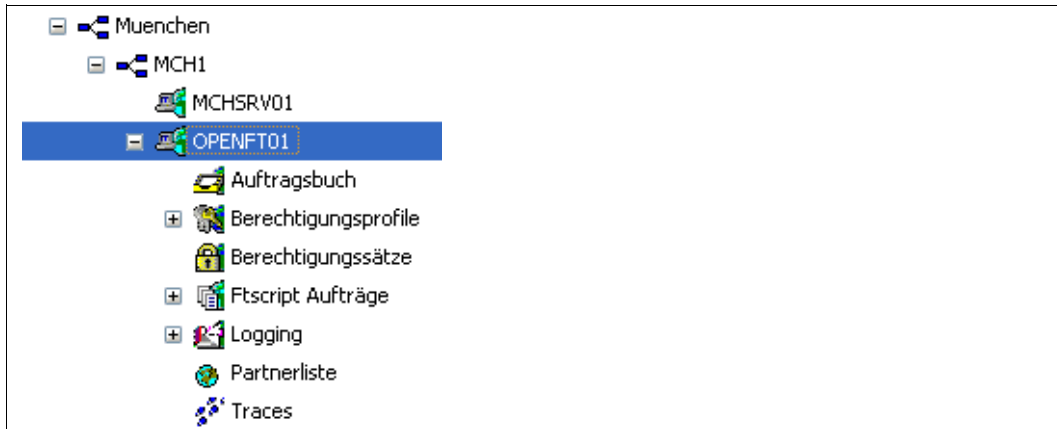 Muenchen
MCH1
MCHSRV01
OPENFT01
Auftragsbuch
Berechtigungsprofile
Berechtigungssätze
Ftscript Aufträge
Logging
Partnerliste
Traces